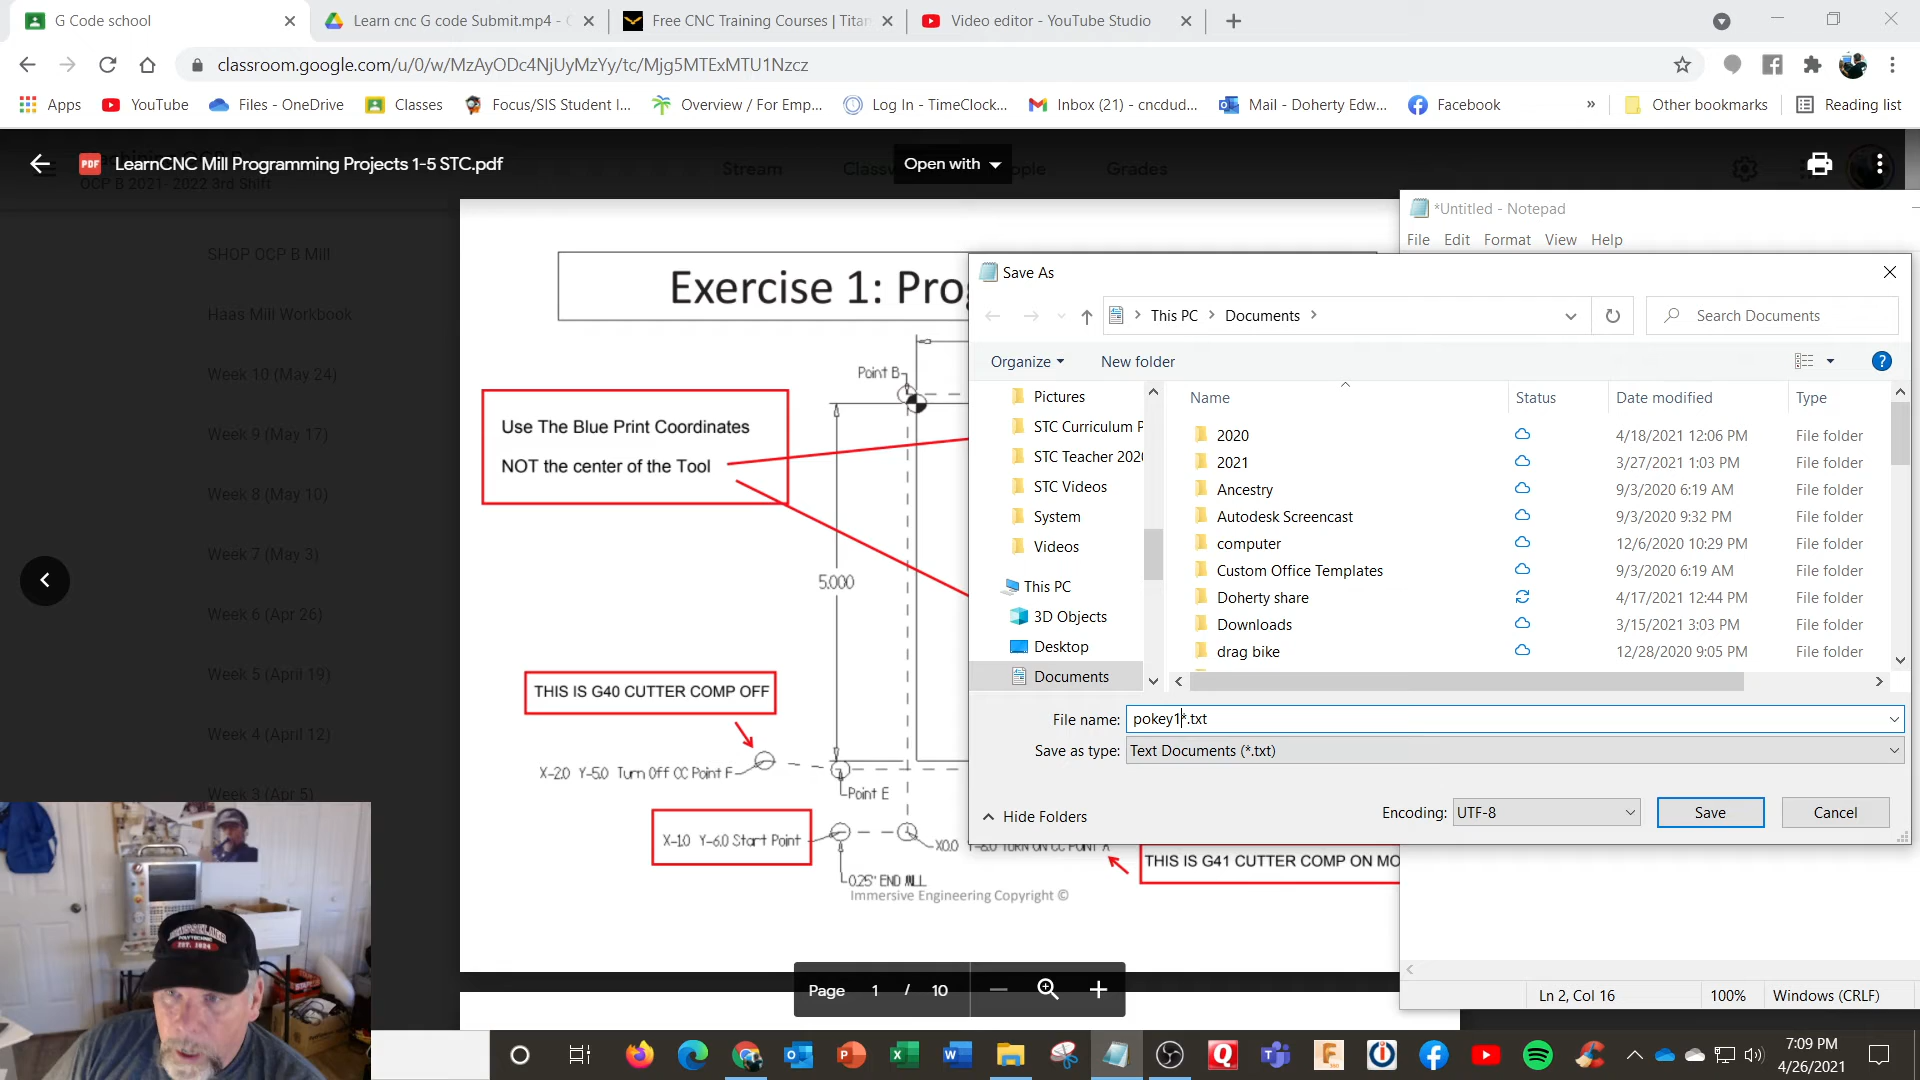 G Code school
Learn cnc G code Submit.mp4 - G
Free CNC Training Courses | Titan
Video editor - YouTube Studio
classroom.google.com/u/0/w/MzAyODc4NjUyMzYy/tc/Mjg5MTExMTU1Nzcz
Apps YouTube Files - OneDrive Classes Focus/SIS Student I... Overview / For Emp... Log In - TimeClock... Inbox (21) - cncdud... Mail - Doherty Edw... Facebook » Other bookmarks Reading list
PDF LearnCNC Mill Programming Projects 1-5 STC.pdf
Open with
OCP B 2021- 2022 3rd Shift
Stream Grades
SHOP OCP B Mill
Haas Mill Workbook
Week 10 (May 24)
Week 9 (May 17)
Week 8 (May 10)
Week 7 (May 3)
Week 6 (Apr 26)
Week 5 (April 19)
Week 4 (April 12)
Week 3 (Apr 5)
Exercise 1: Pro
Point B
Use The Blue Print Coordinates
NOT the center of the Tool
5.000
THIS IS G40 CUTTER COMP OFF
X-2.0 Y-5.0 Turn Off CC Point F
Point E
X-1.0 Y-6.0 Start Point
X0.0
THIS IS G41 CUTTER COMP ON MO
0.25" END MILL
Immersive Engineering Copyright ©
Page 1 / 10
*Untitled - Notepad
File Edit Format View Help
Save As
This PC Documents
Search Documents
Organize New folder
Pictures
STC Curriculum P
STC Teacher 202
STC Videos
System
Videos
This PC
3D Objects
Desktop
Documents
Name Status Date modified Type
2020 4/18/2021 12:06 PM File folder
2021 3/27/2021 1:03 PM File folder
Ancestry 9/3/2020 6:19 AM File folder
Autodesk Screencast 9/3/2020 9:32 PM File folder
computer 12/6/2020 10:29 PM File folder
Custom Office Templates 9/3/2020 6:19 AM File folder
Doherty share 4/17/2021 12:44 PM File folder
Downloads 3/15/2021 3:03 PM File folder
drag bike 12/28/2020 9:05 PM File folder
File name: pokey1*.txt
Save as type: Text Documents (*.txt)
Hide Folders
Encoding: UTF-8
Save
Cancel
Ln 2, Col 16 100% Windows (CRLF)
7:09 PM
4/26/2021